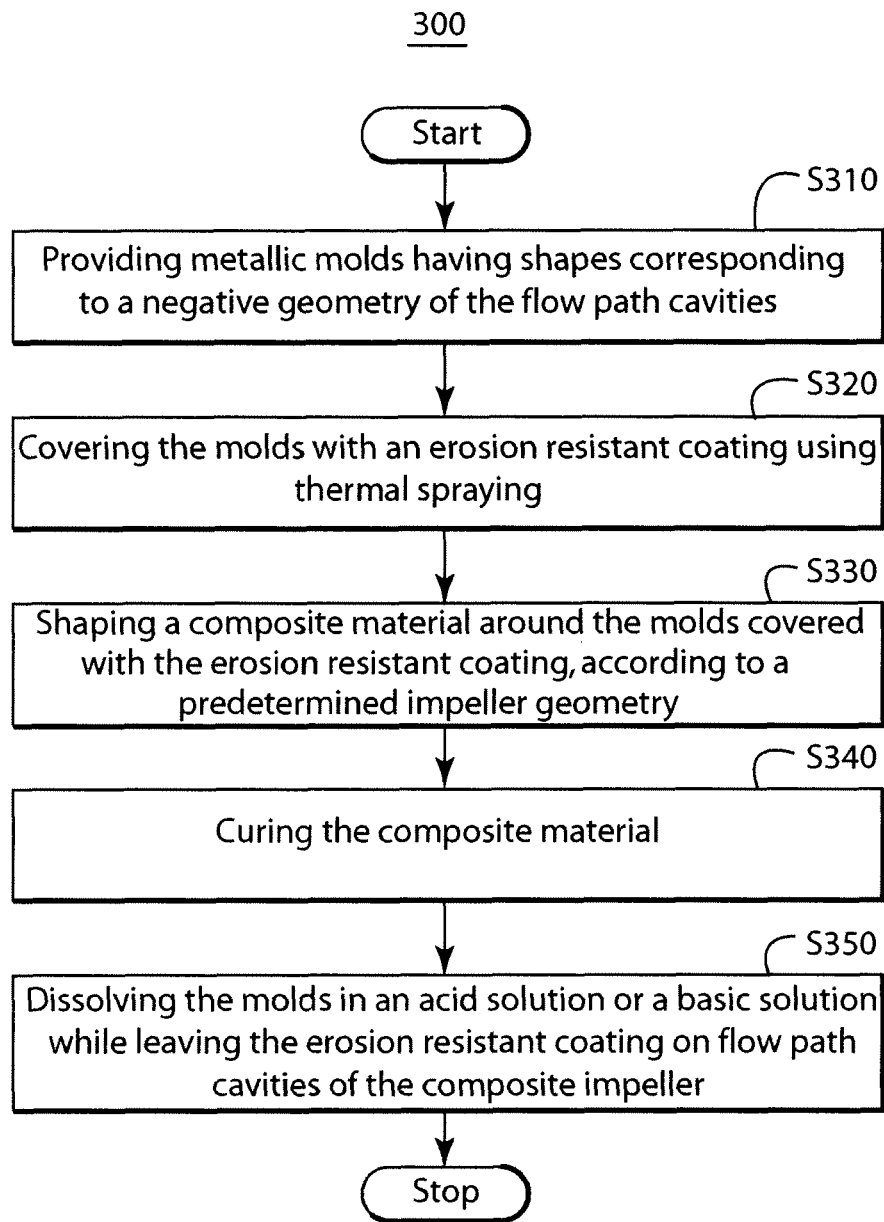 300
Start
S310
Providing metallic molds having shapes corresponding
to a negative geometry of the flow path cavities
S320
Covering the molds with an erosion resistant coating using
thermal spraying
S330
Shaping a composite material around the molds covered
with the erosion resistant coating, according to a
predetermined impeller geometry
S340
Curing the composite material
S350
Dissolving the molds in an acid solution or a basic solution
while leaving the erosion resistant coating on flow path
cavities of the composite impeller
Stop